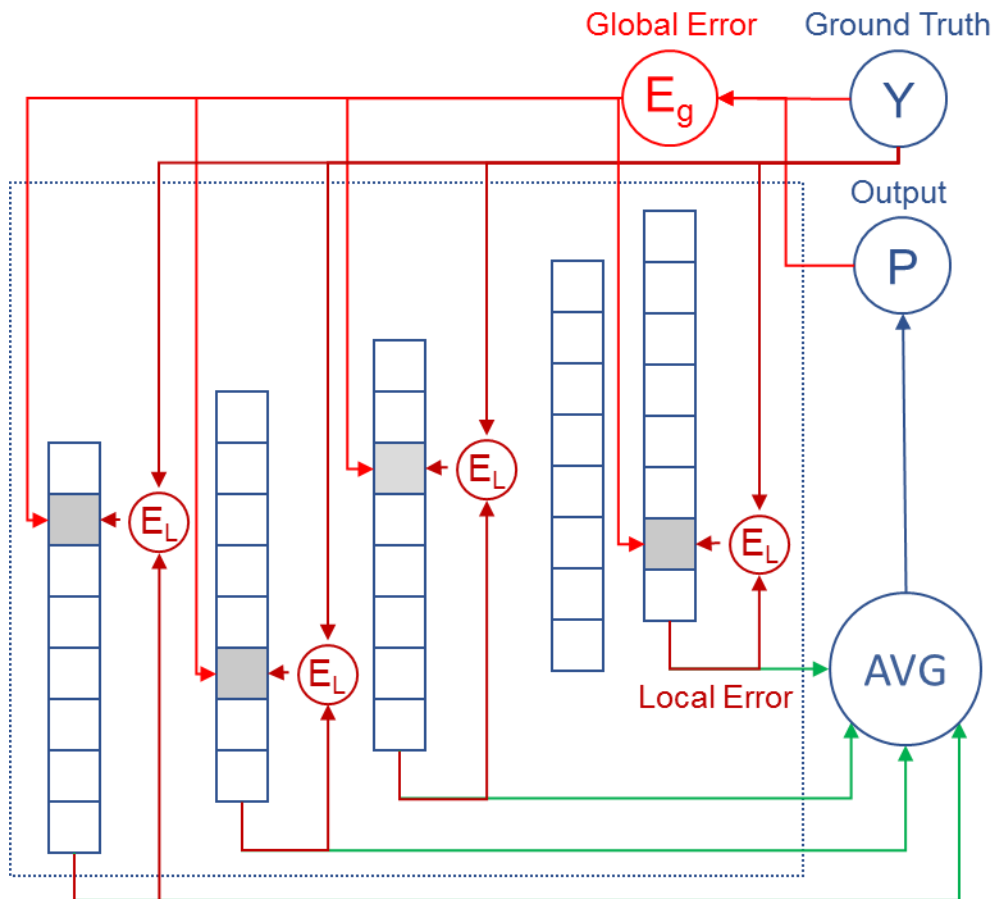 Global Error
Ground Truth
E_g
Y
Output
P
E_L
E_L
E_L
E_L
Local Error
AVG